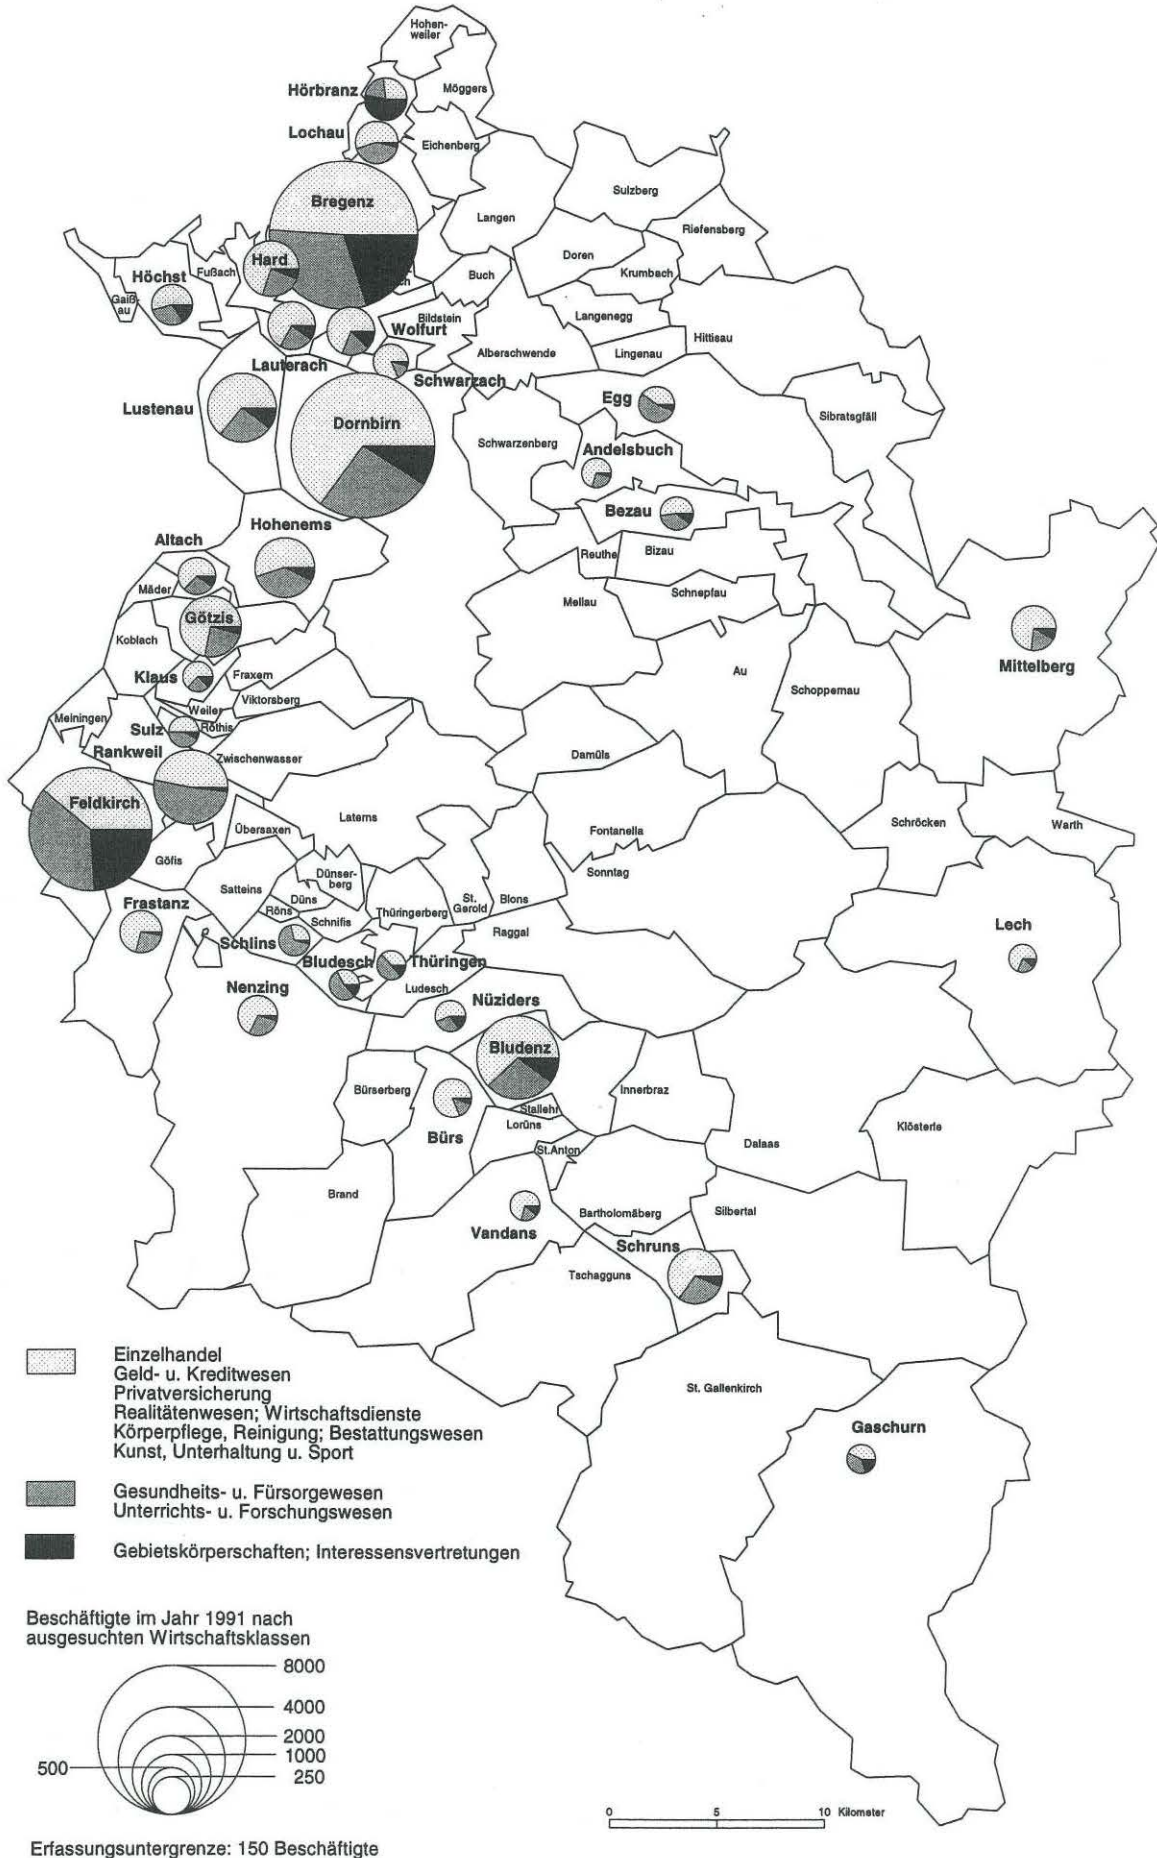 Hohen-
weiler
Hörbranz
Möggers
Lochau
Eichenberg
Sulzberg
Bregenz
Langen
Riefensberg
Doren
Hard
Fußach
Krumbach
Höchst
Buch
Gaiß-
au
Bildstein
Langenegg
Wolfurt
Hittisau
Alberschwende
Lingenau
Lauterach
Schwarzach
Egg
Lustenau
Dornbirn
Sibratsgfäll
Schwarzenberg
Andelsbuch
Bezau
Hohenems
Altach
Reuthe
Bizau
Mäder
Schnepfau
Mellau
Götzis
Koblach
Mittelberg
Klaus
Fraxern
Au
Schoppernau
Viktorsberg
Weiler
Meiningen
Sulz
Röthis
Rankweil
Zwischenwasser
Damüls
Feldkirch
Laterns
Übersaxen
Fontanella
Schröcken
Warth
Göfis
Sonntag
Dünser-
berg
Satteins
Düns
St.
Gerold
Blons
Frastanz
Röns
Schnifis
Thüringerberg
Lech
Raggal
Schlins
Bludesch
Thüringen
Nenzing
Ludesch
Nüziders
Bludenz
Bürserberg
Innerbraz
Stallehr
Klösterle
Lorüns
Bürs
Dalaas
St.Anton
Brand
Silbertal
Bartholomäberg
Vandans
Schruns
Tschagguns
St. Gallenkirch
Gaschurn
Einzelhandel
Geld- u. Kreditwesen
Privatversicherung
Realitätenwesen; Wirtschaftsdienste
Körperpflege, Reinigung; Bestattungswesen
Kunst, Unterhaltung u. Sport
Gesundheits- u. Fürsorgewesen
Unterrichts- u. Forschungswesen
Gebietskörperschaften; Interessensvertretungen
Beschäftigte im Jahr 1991 nach
ausgesuchten Wirtschaftsklassen
8000
4000
2000
1000
500
250
0 5 10 Kilometer
Erfassungsuntergrenze: 150 Beschäftigte